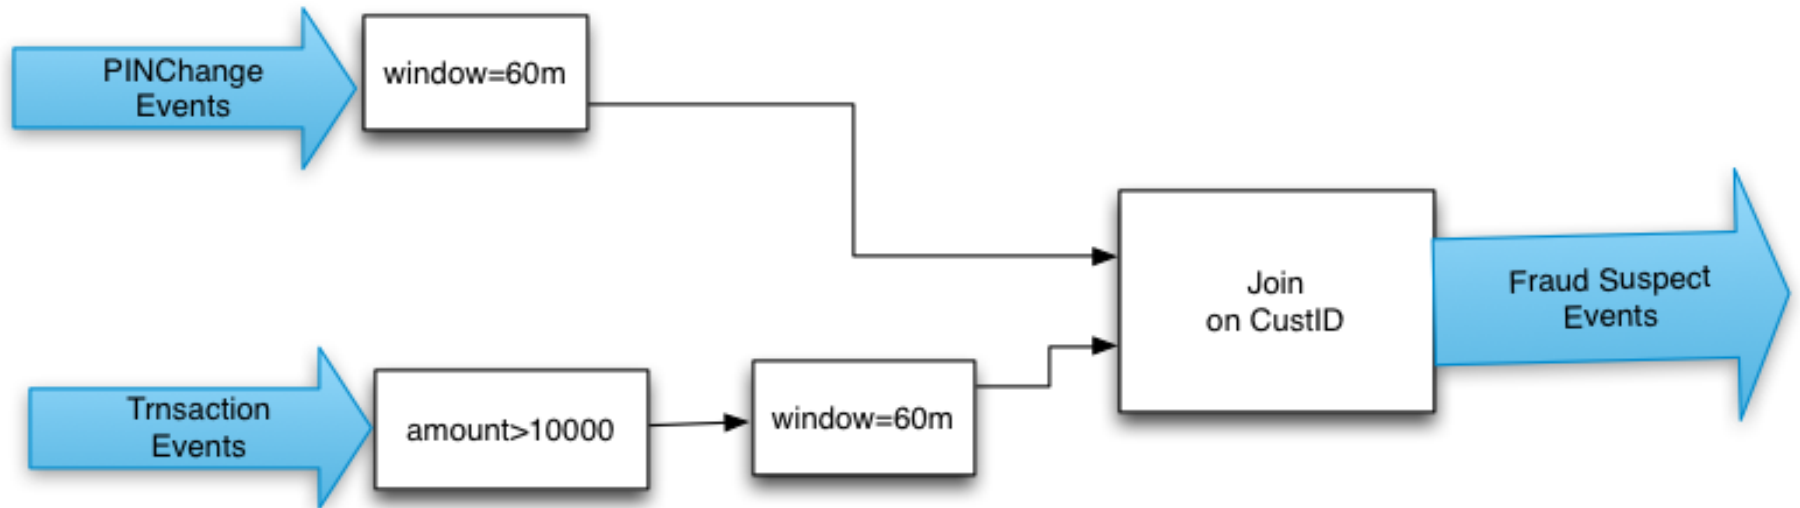 PINChange
Events
window=60m
Trnsaction
Events
amount>10000
window=60m
Join
on CustID
Fraud Suspect
Events